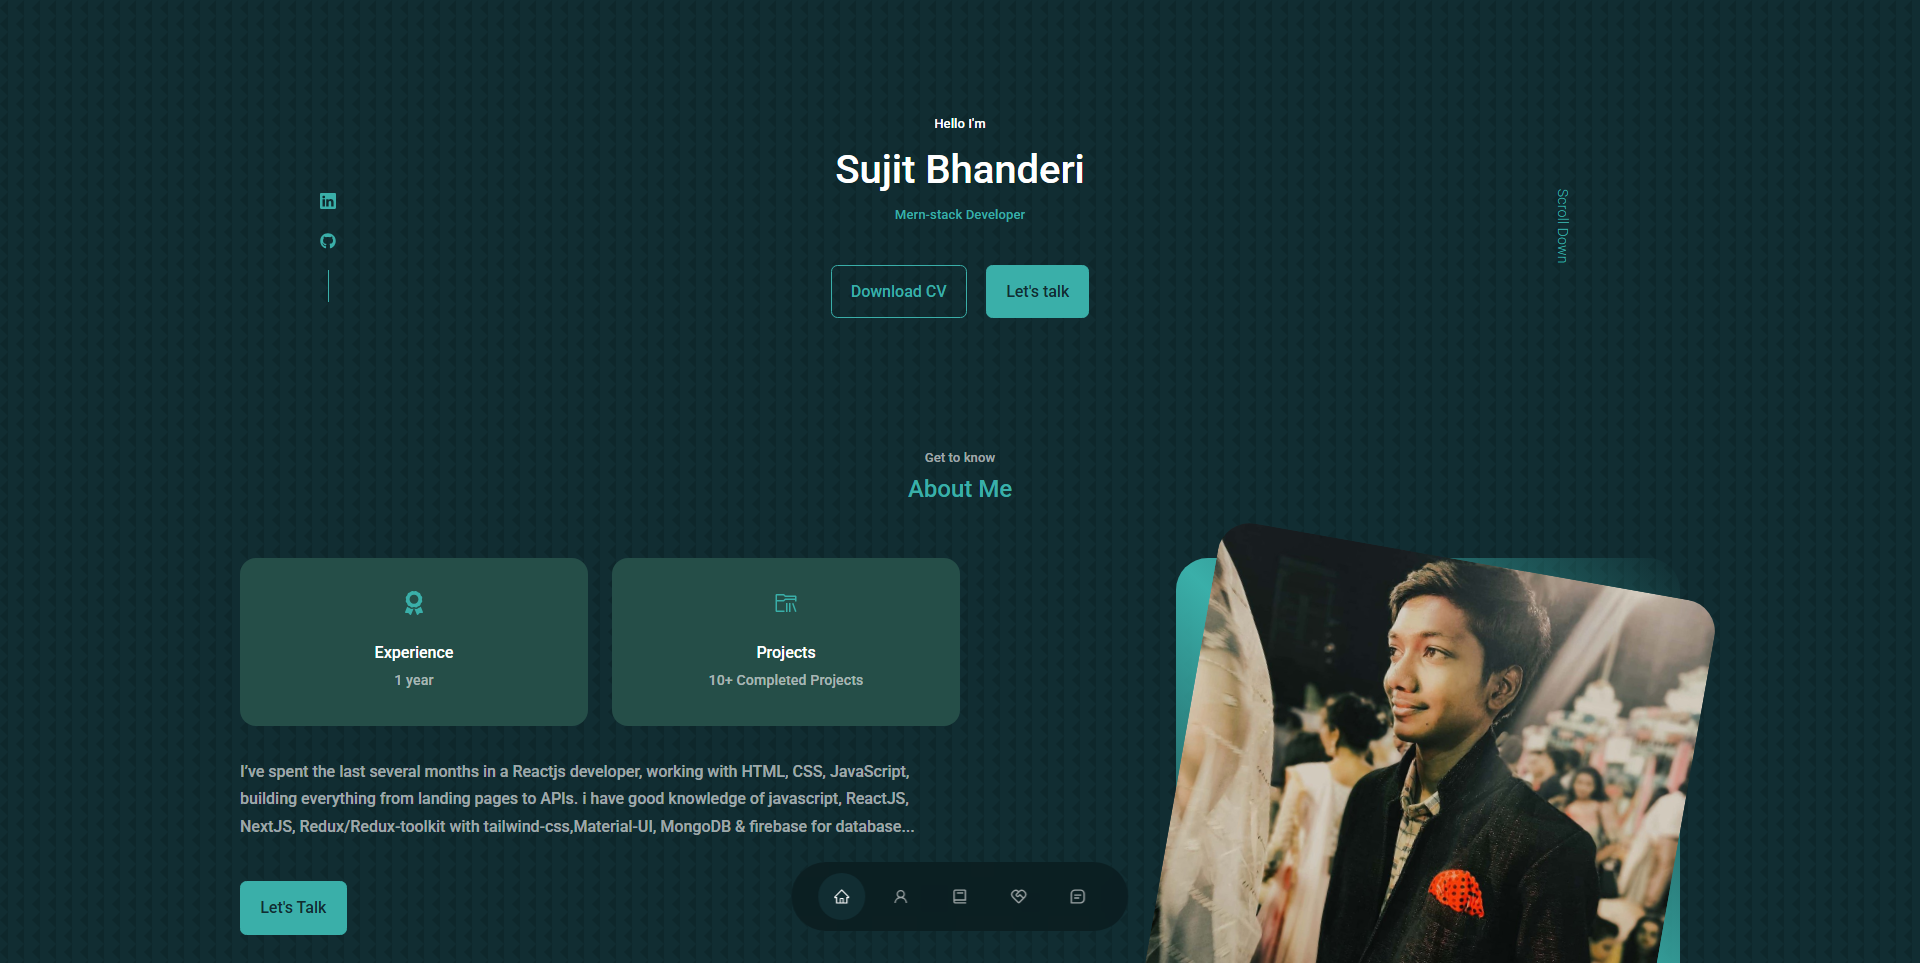 Hello I'm
Sujit Bhanderi
Mern-stack Developer
Scroll Down
Download CV
Let's talk
Get to know
About Me
Experience
1 year
Projects
10+ Completed Projects
I’ve spent the last several months in a Reactjs developer, working with HTML, CSS, JavaScript,
building everything from landing pages to APIs. i have good knowledge of javascript, ReactJS,
NextJS, Redux/Redux-toolkit with tailwind-css,Material-UI, MongoDB & firebase for database...
Let's Talk